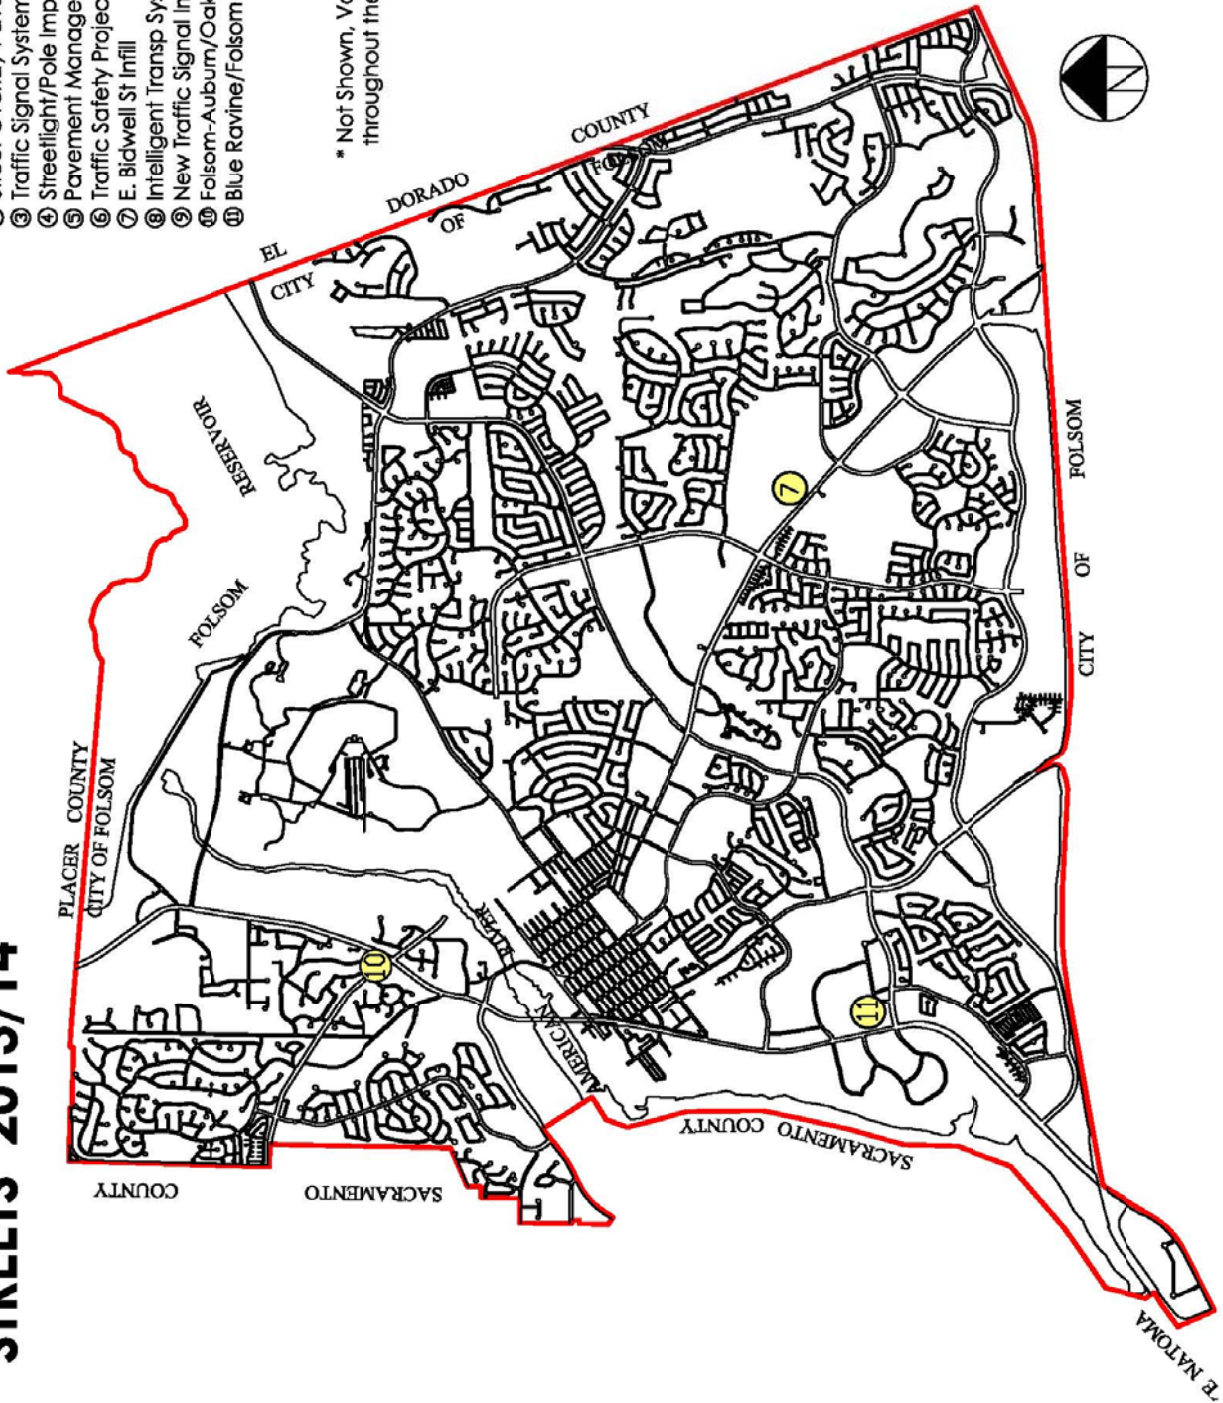 STREETS 2013/14
③ Traffic Signal System
④ Streetlight/Pole Imp
⑤ Pavement Manage
⑥ Traffic Safety Projec
⑦ E. Bidwell St Infill
⑧ Intelligent Transp Sy
⑨ New Traffic Signal In
⑩ Folsom-Auburn/Oak
⑪ Blue Ravine/Folsom
* Not Shown, Va
throughout the
PLACER COUNTY
CITY OF FOLSOM
FOLSOM
RESERVOIR
EL DORADO COUNTY
CITY OF FOLSOM
AMERICAN RIVER
COUNTY
SACRAMENTO
SACRAMENTO COUNTY
10
7
11
CITY OF FOLSOM
E NATOMA
N